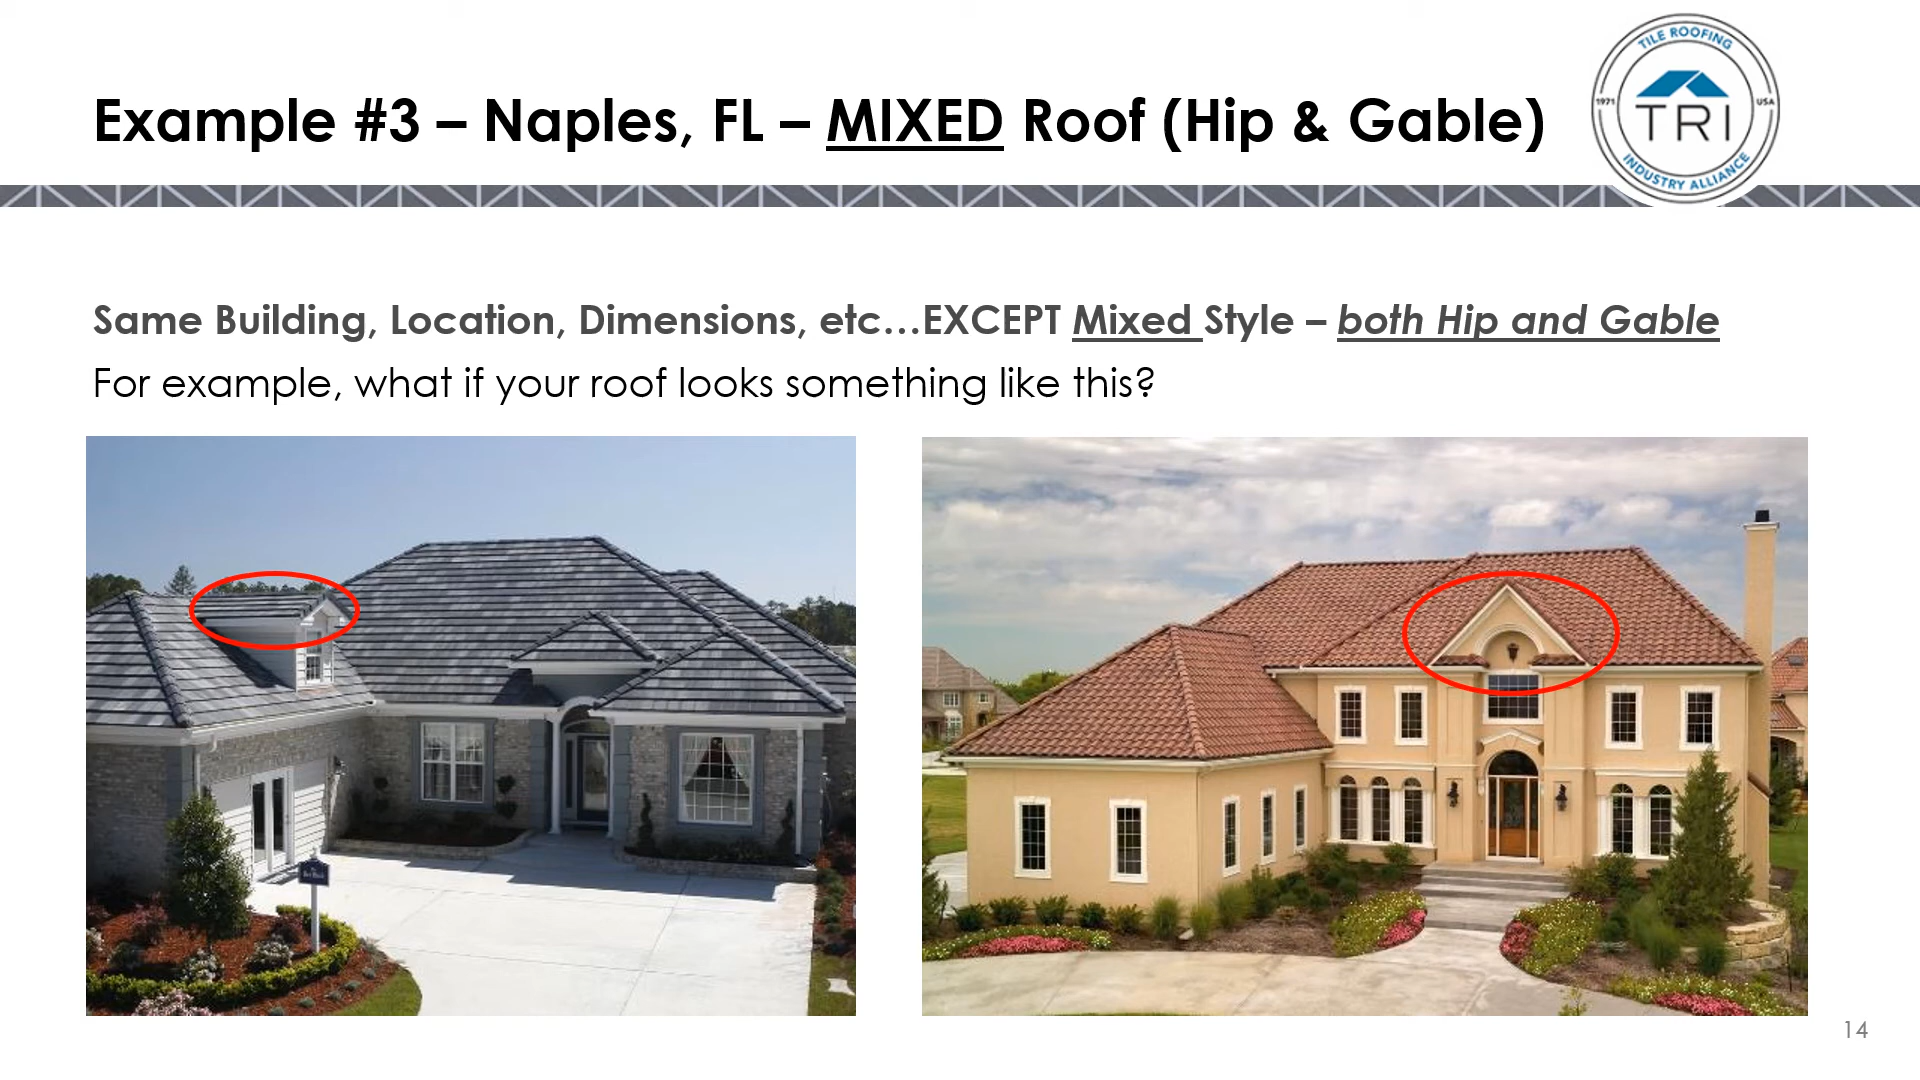 Example #3 – Naples, FL – MIXED Roof (Hip & Gable)
TILE ROOFING
1971
USA
TRI
INDUSTRY ALLIANCE
Same Building, Location, Dimensions, etc…EXCEPT Mixed Style – both Hip and Gable
For example, what if your roof looks something like this?
14